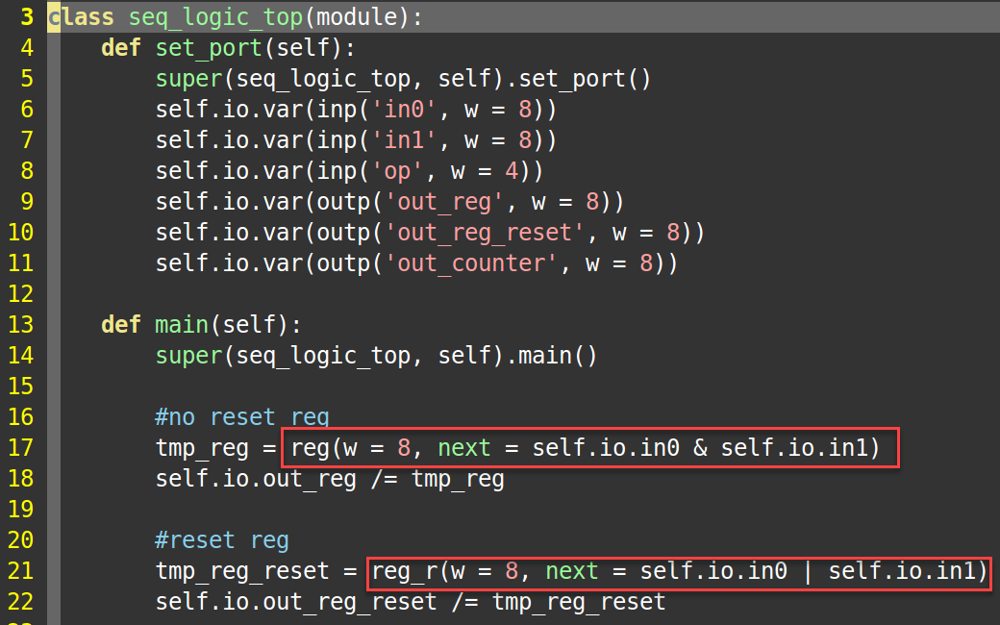 3 class seq_logic_top(module):
4     def set_port(self):
5         super(seq_logic_top, self).set_port()
6         self.io.var(inp('in0', w = 8))
7         self.io.var(inp('in1', w = 8))
8         self.io.var(inp('op', w = 4))
9         self.io.var(outp('out_reg', w = 8))
10         self.io.var(outp('out_reg_reset', w = 8))
11         self.io.var(outp('out_counter', w = 8))
12
13     def main(self):
14         super(seq_logic_top, self).main()
15
16         #no reset reg
17         tmp_reg = reg(w = 8, next = self.io.in0 & self.io.in1)
18         self.io.out_reg /= tmp_reg
19
20         #reset reg
21         tmp_reg_reset = reg_r(w = 8, next = self.io.in0 | self.io.in1)
22         self.io.out_reg_reset /= tmp_reg_reset